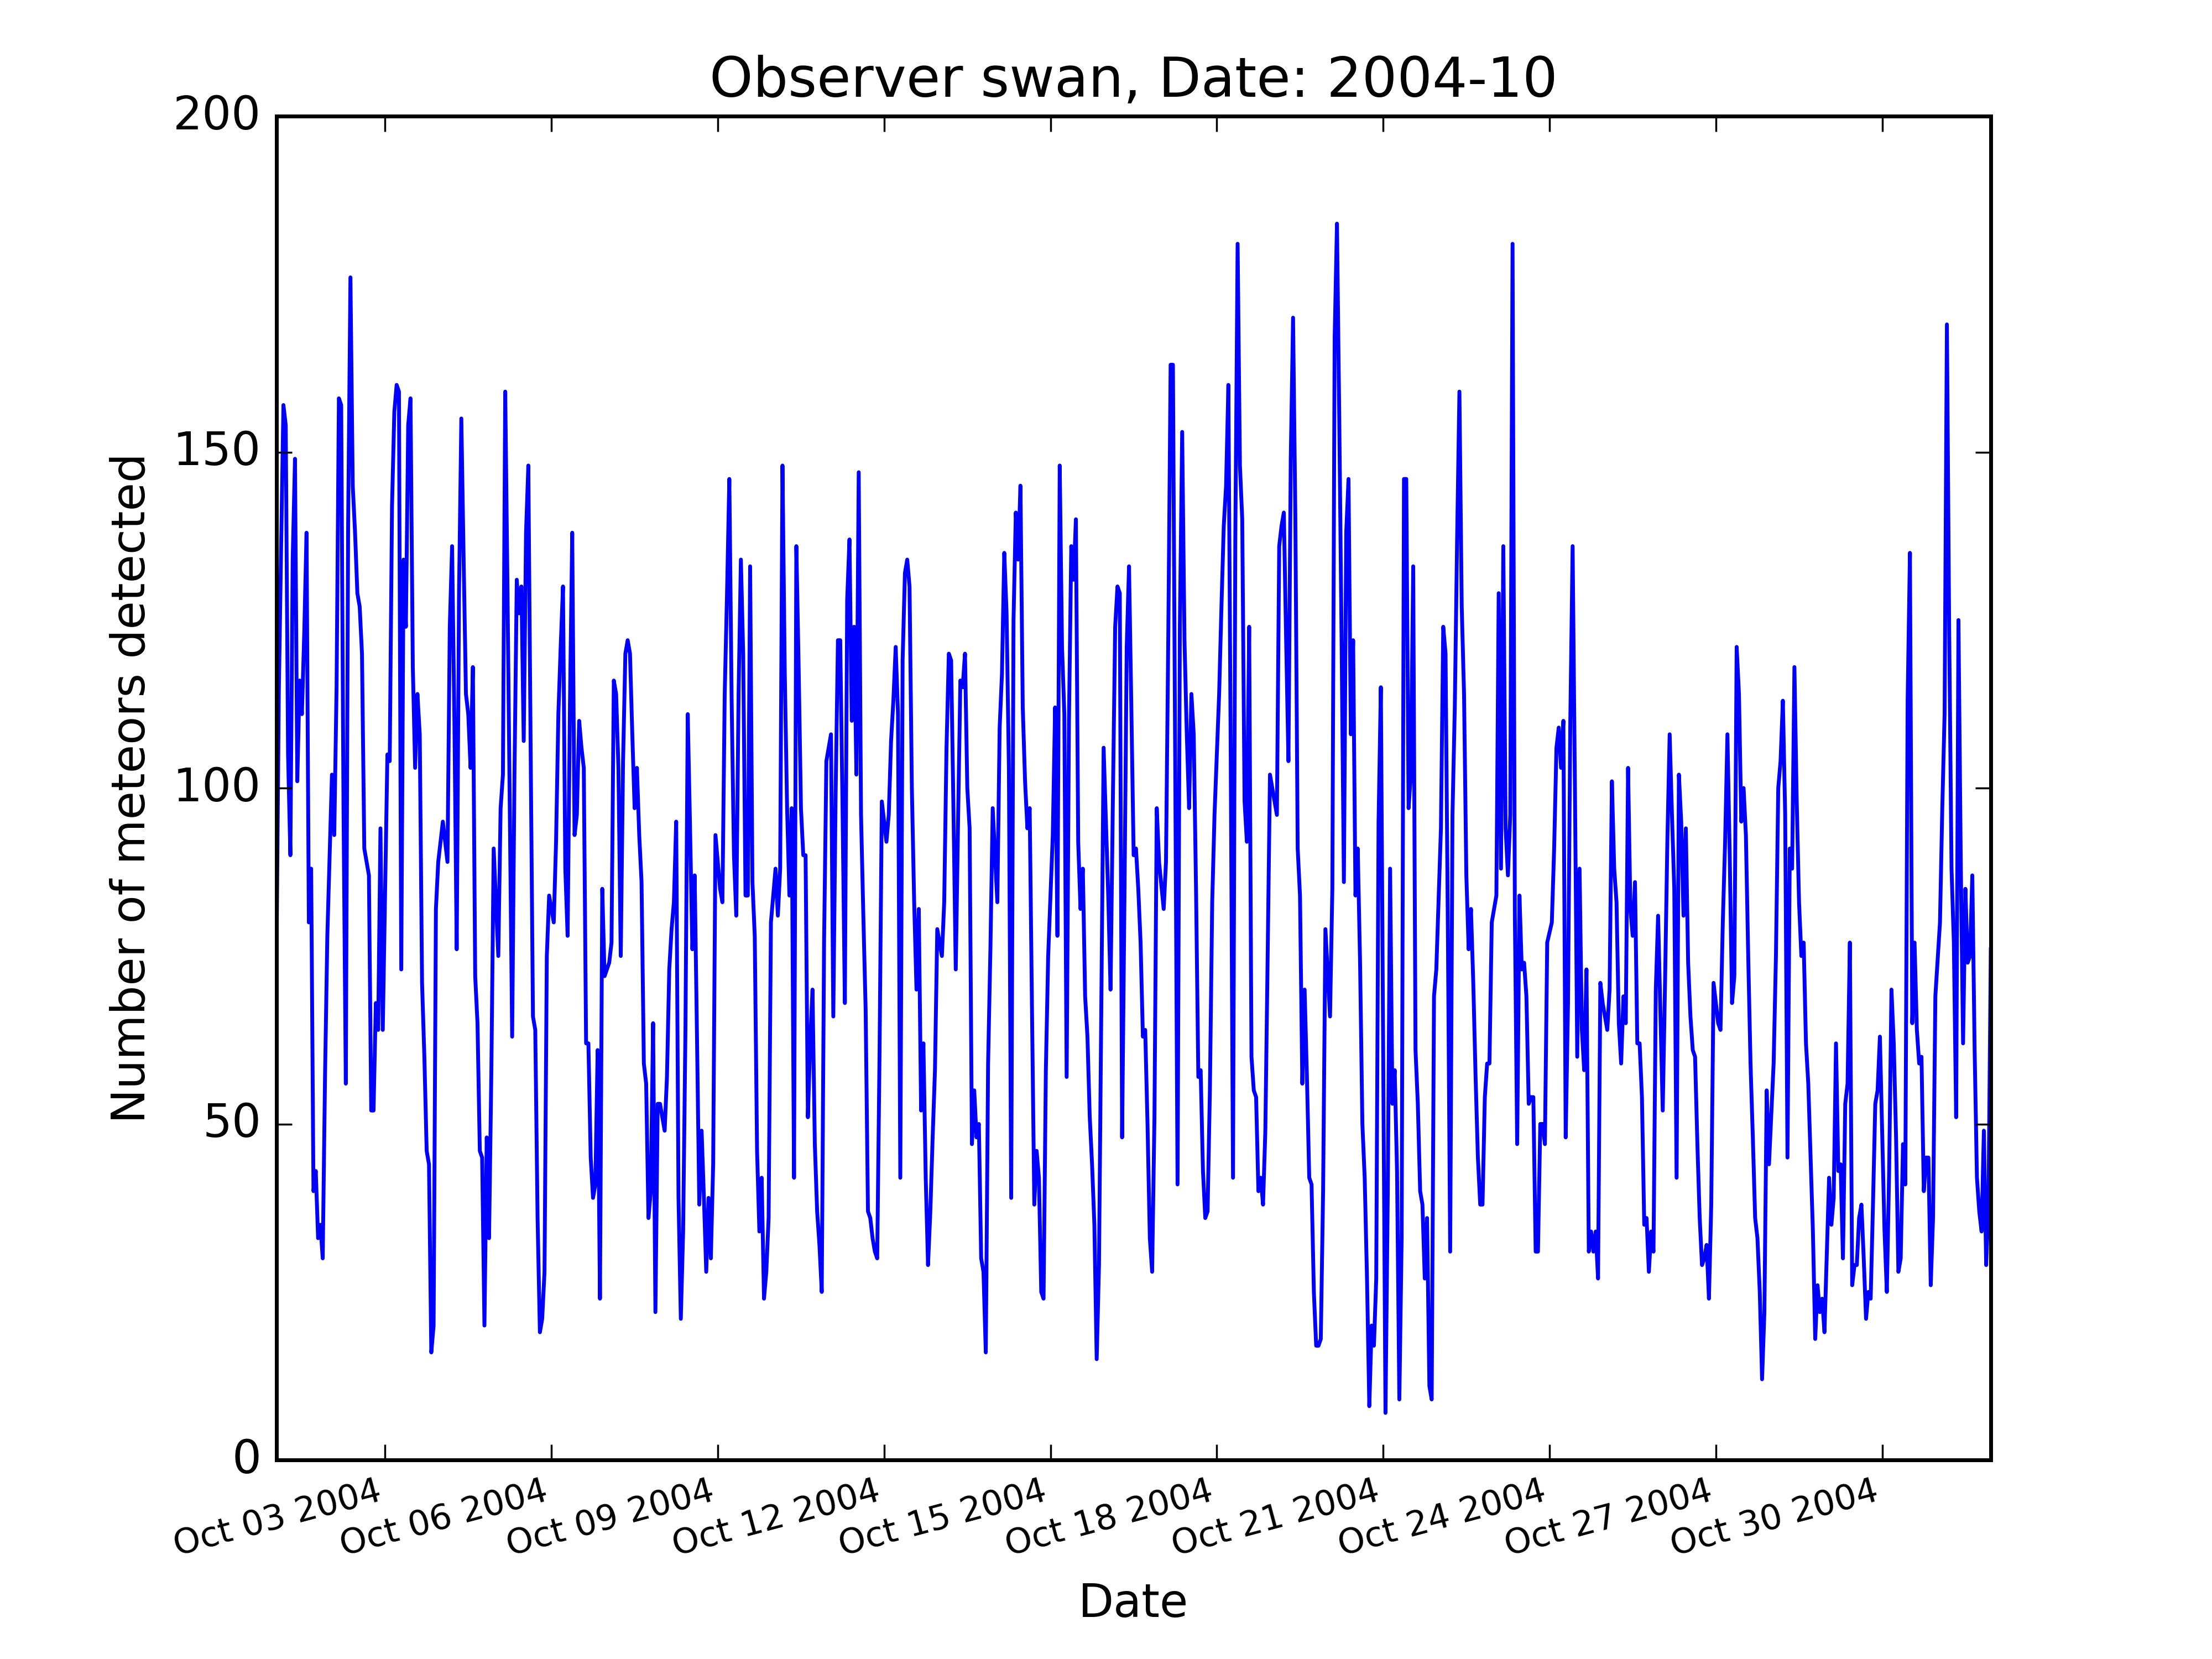 Observer swan, Date: 2004-10
200
150
100
50
0
Number of meteors detected
Oct 03 2004
Oct 06 2004
Oct 09 2004
Oct 12 2004
Oct 15 2004
Oct 18 2004
Oct 21 2004
Oct 24 2004
Oct 27 2004
Oct 30 2004
Date